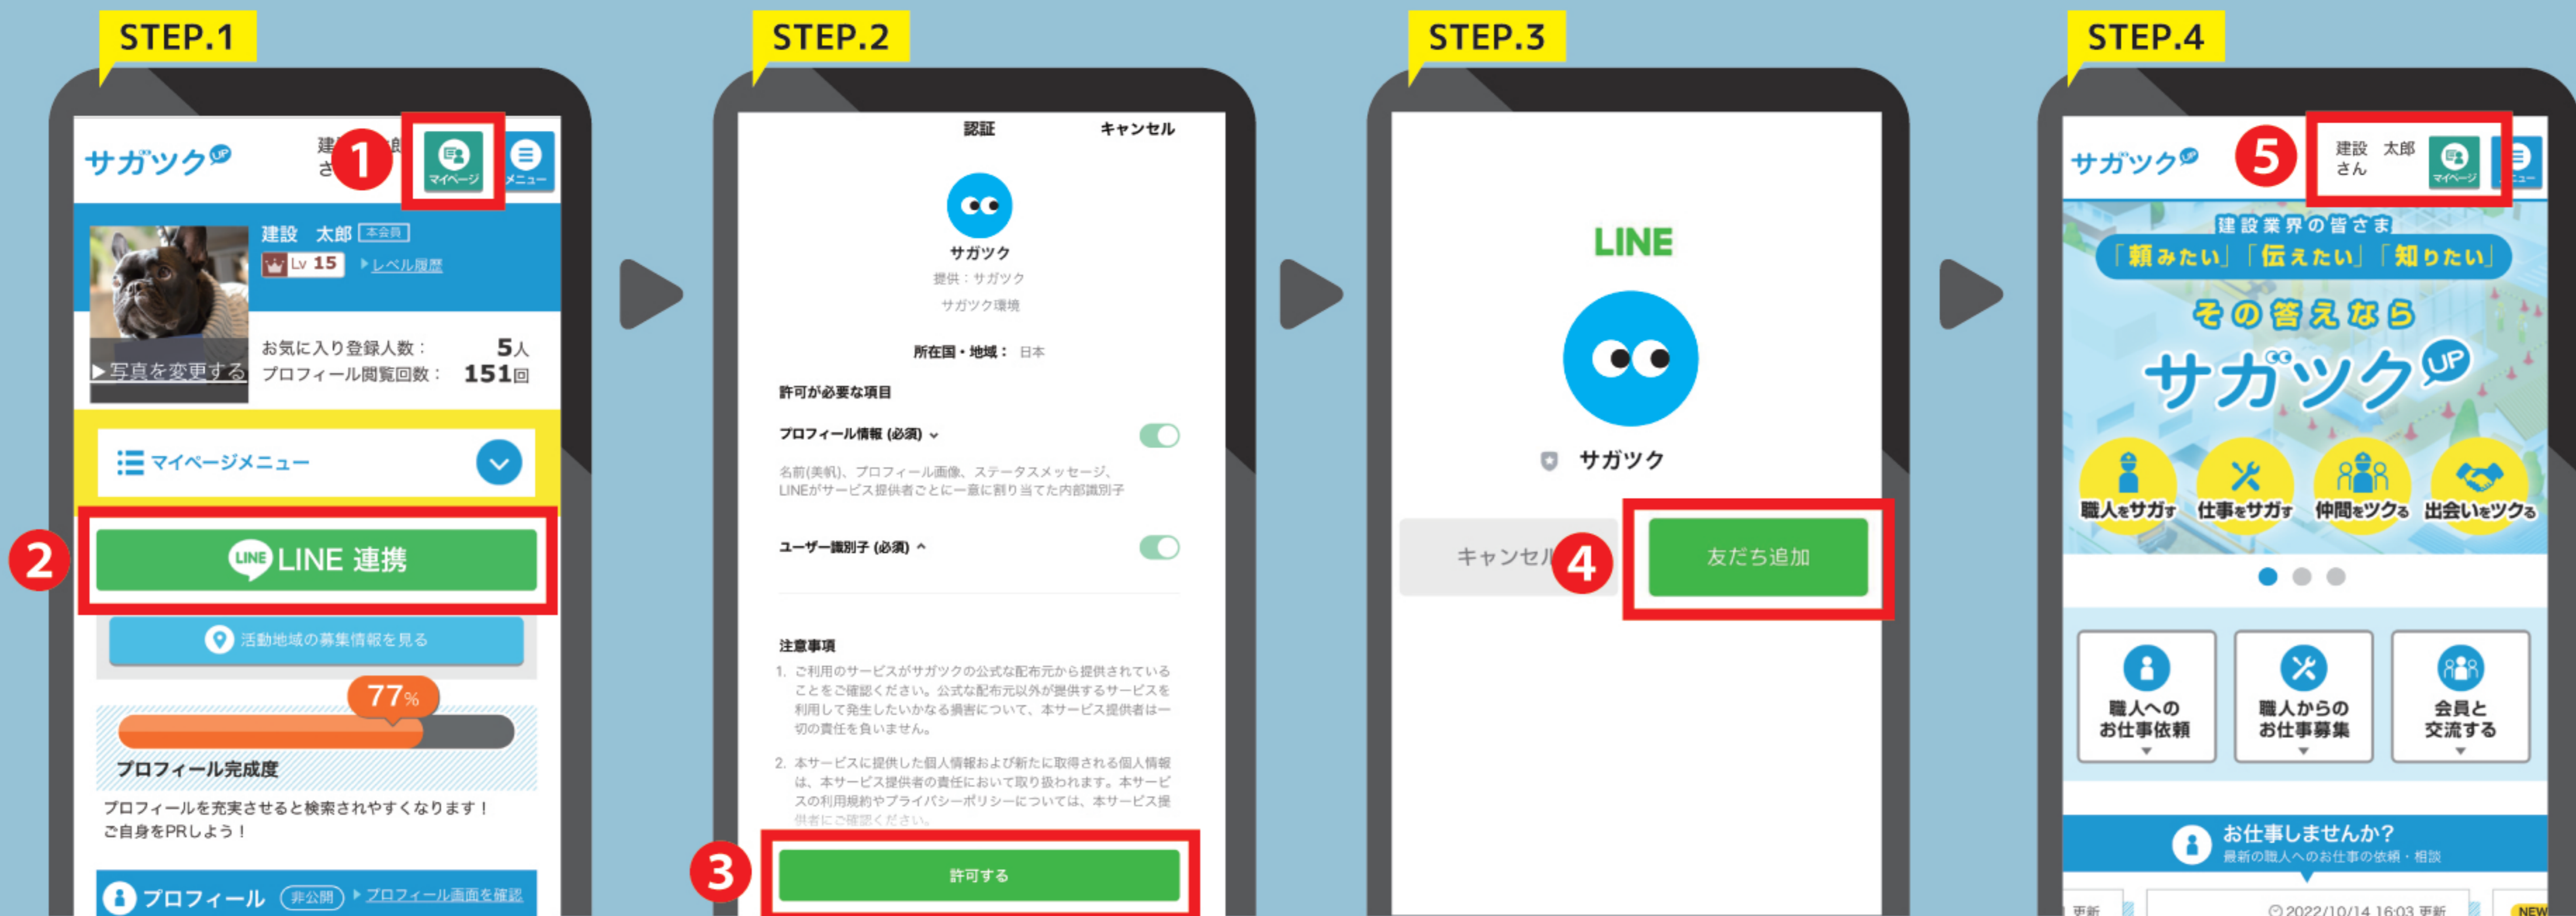 STEP.1
サガツクUP
さ
1
マイページ
メニュー
建設 太郎 本会員
Lv 15 レベル履歴
お気に入り登録人数： 5人
プロフィール閲覧回数： 151回
写真を変更する
マイページメニュー
2
LINE LINE 連携
活動地域の募集情報を見る
77%
プロフィール完成度
プロフィールを充実させると検索されやすくなります！
ご自身をPRしよう！
プロフィール 非公開 プロフィール画面を確認
STEP.2
認証 キャンセル
サガツク
提供：サガツク
サガツク環境
所在国・地域： 日本
許可が必要な項目
プロフィール情報 (必須)
名前(美帆)、プロフィール画像、ステータスメッセージ、
LINEがサービス提供者ごとに一意に割り当てた内部識別子
ユーザー識別子 (必須)
注意事項
1. ご利用のサービスがサガツクの公式な配布元から提供されている
ことをご確認ください。公式な配布元以外が提供するサービスを
利用して発生したいかなる損害について、本サービス提供者は一
切の責任を負いません。
2. 本サービスに提供した個人情報および新たに取得される個人情報
は、本サービス提供者の責任において取り扱われます。本サービ
スの利用規約やプライバシーポリシーについては、本サービス提
供者にご確認ください。
3
許可する
STEP.3
LINE
サガツク
キャンセル
4
友だち追加
STEP.4
サガツクUP
5
建設 太郎
さん
マイページ
建設業界の皆さま
「頼みたい」「伝えたい」「知りたい」
その答えなら
サガツクUP
職人をサガす 仕事をサガす 仲間をツクる 出会いをツクる
職人への
お仕事依頼
職人からの
お仕事募集
会員と
交流する
お仕事しませんか？
最新の職人へのお仕事の依頼・相談
更新
2022/10/14 16:03 更新
NEW